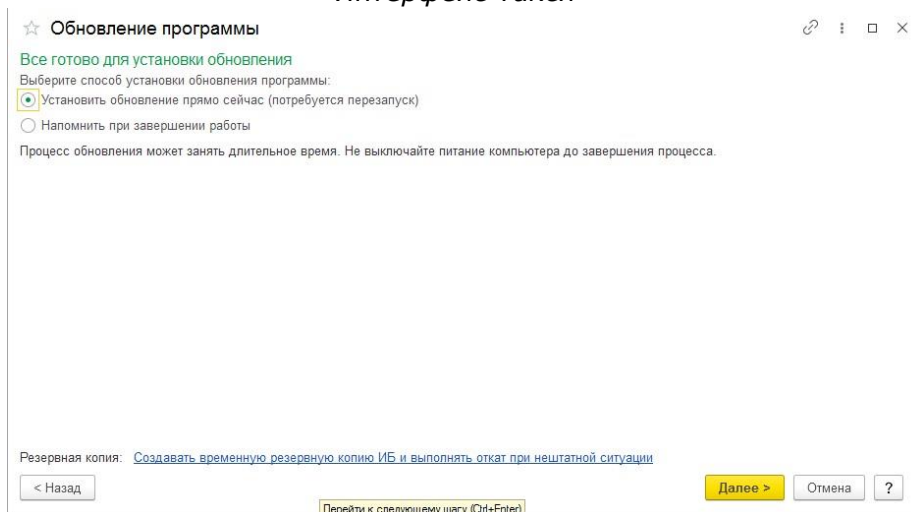 Интерфейс Такси
Обновление программы
Все готово для установки обновления
Выберите способ установки обновления программы:
Установить обновление прямо сейчас (потребуется перезапуск)
Напомнить при завершении работы
Процесс обновления может занять длительное время. Не выключайте питание компьютера до завершения процесса.
Резервная копия: Создавать временную резервную копию ИБ и выполнять откат при нештатной ситуации
< Назад Далее > Отмена ?
Перейти к следующему шагу (Ctrl+Enter)